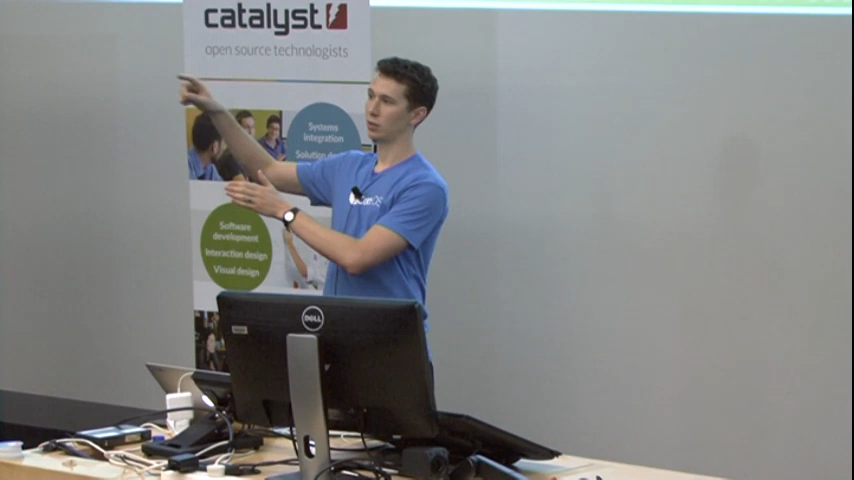 catalyst
open source technologists
Systems
integration
Software
development
Interaction design
Visual design
DELL